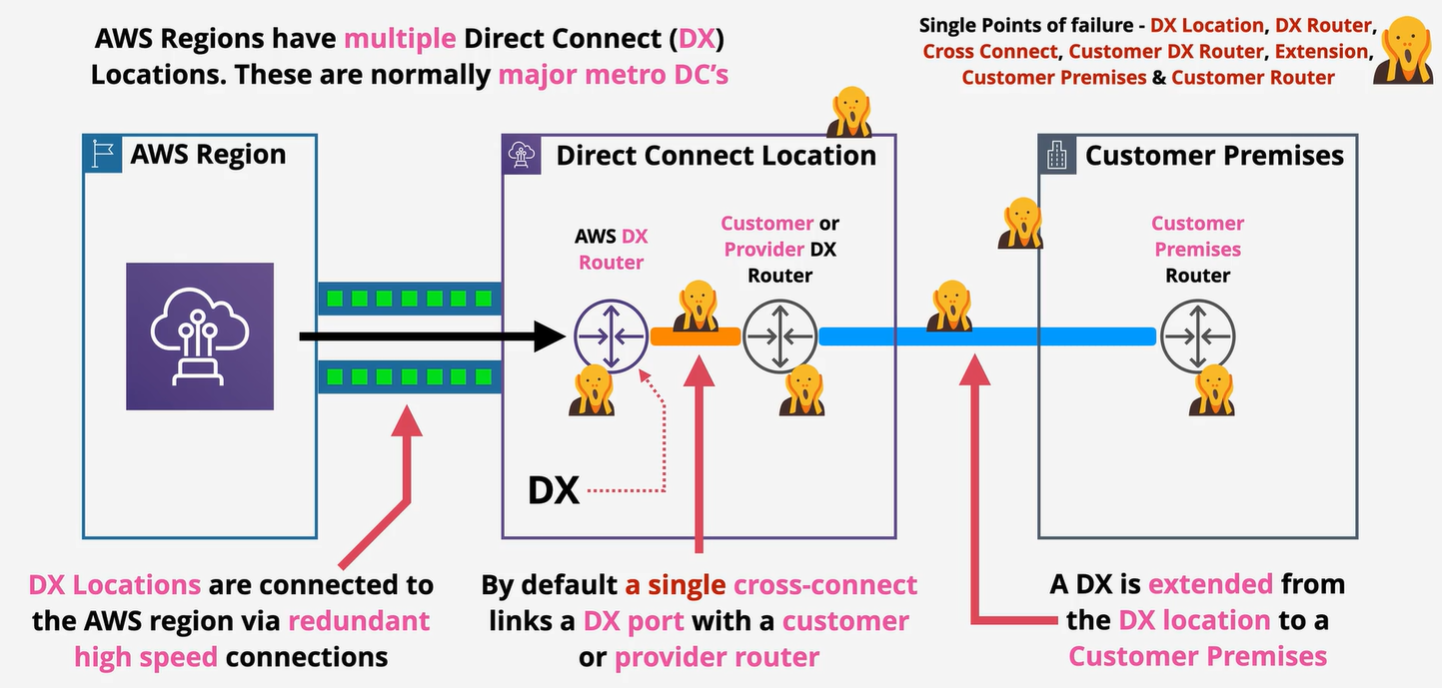 AWS Regions have multiple Direct Connect (DX)
Locations. These are normally major metro DC's
Single Points of failure - DX Location, DX Router,
Cross Connect, Customer DX Router, Extension,
Customer Premises & Customer Router
AWS Region
Direct Connect Location
Customer Premises
AWS DX
Router
Customer or
Provider DX
Router
Customer
Premises
Router
DX
DX Locations are connected to
the AWS region via redundant
high speed connections
By default a single cross-connect
links a DX port with a customer
or provider router
A DX is extended from
the DX location to a
Customer Premises